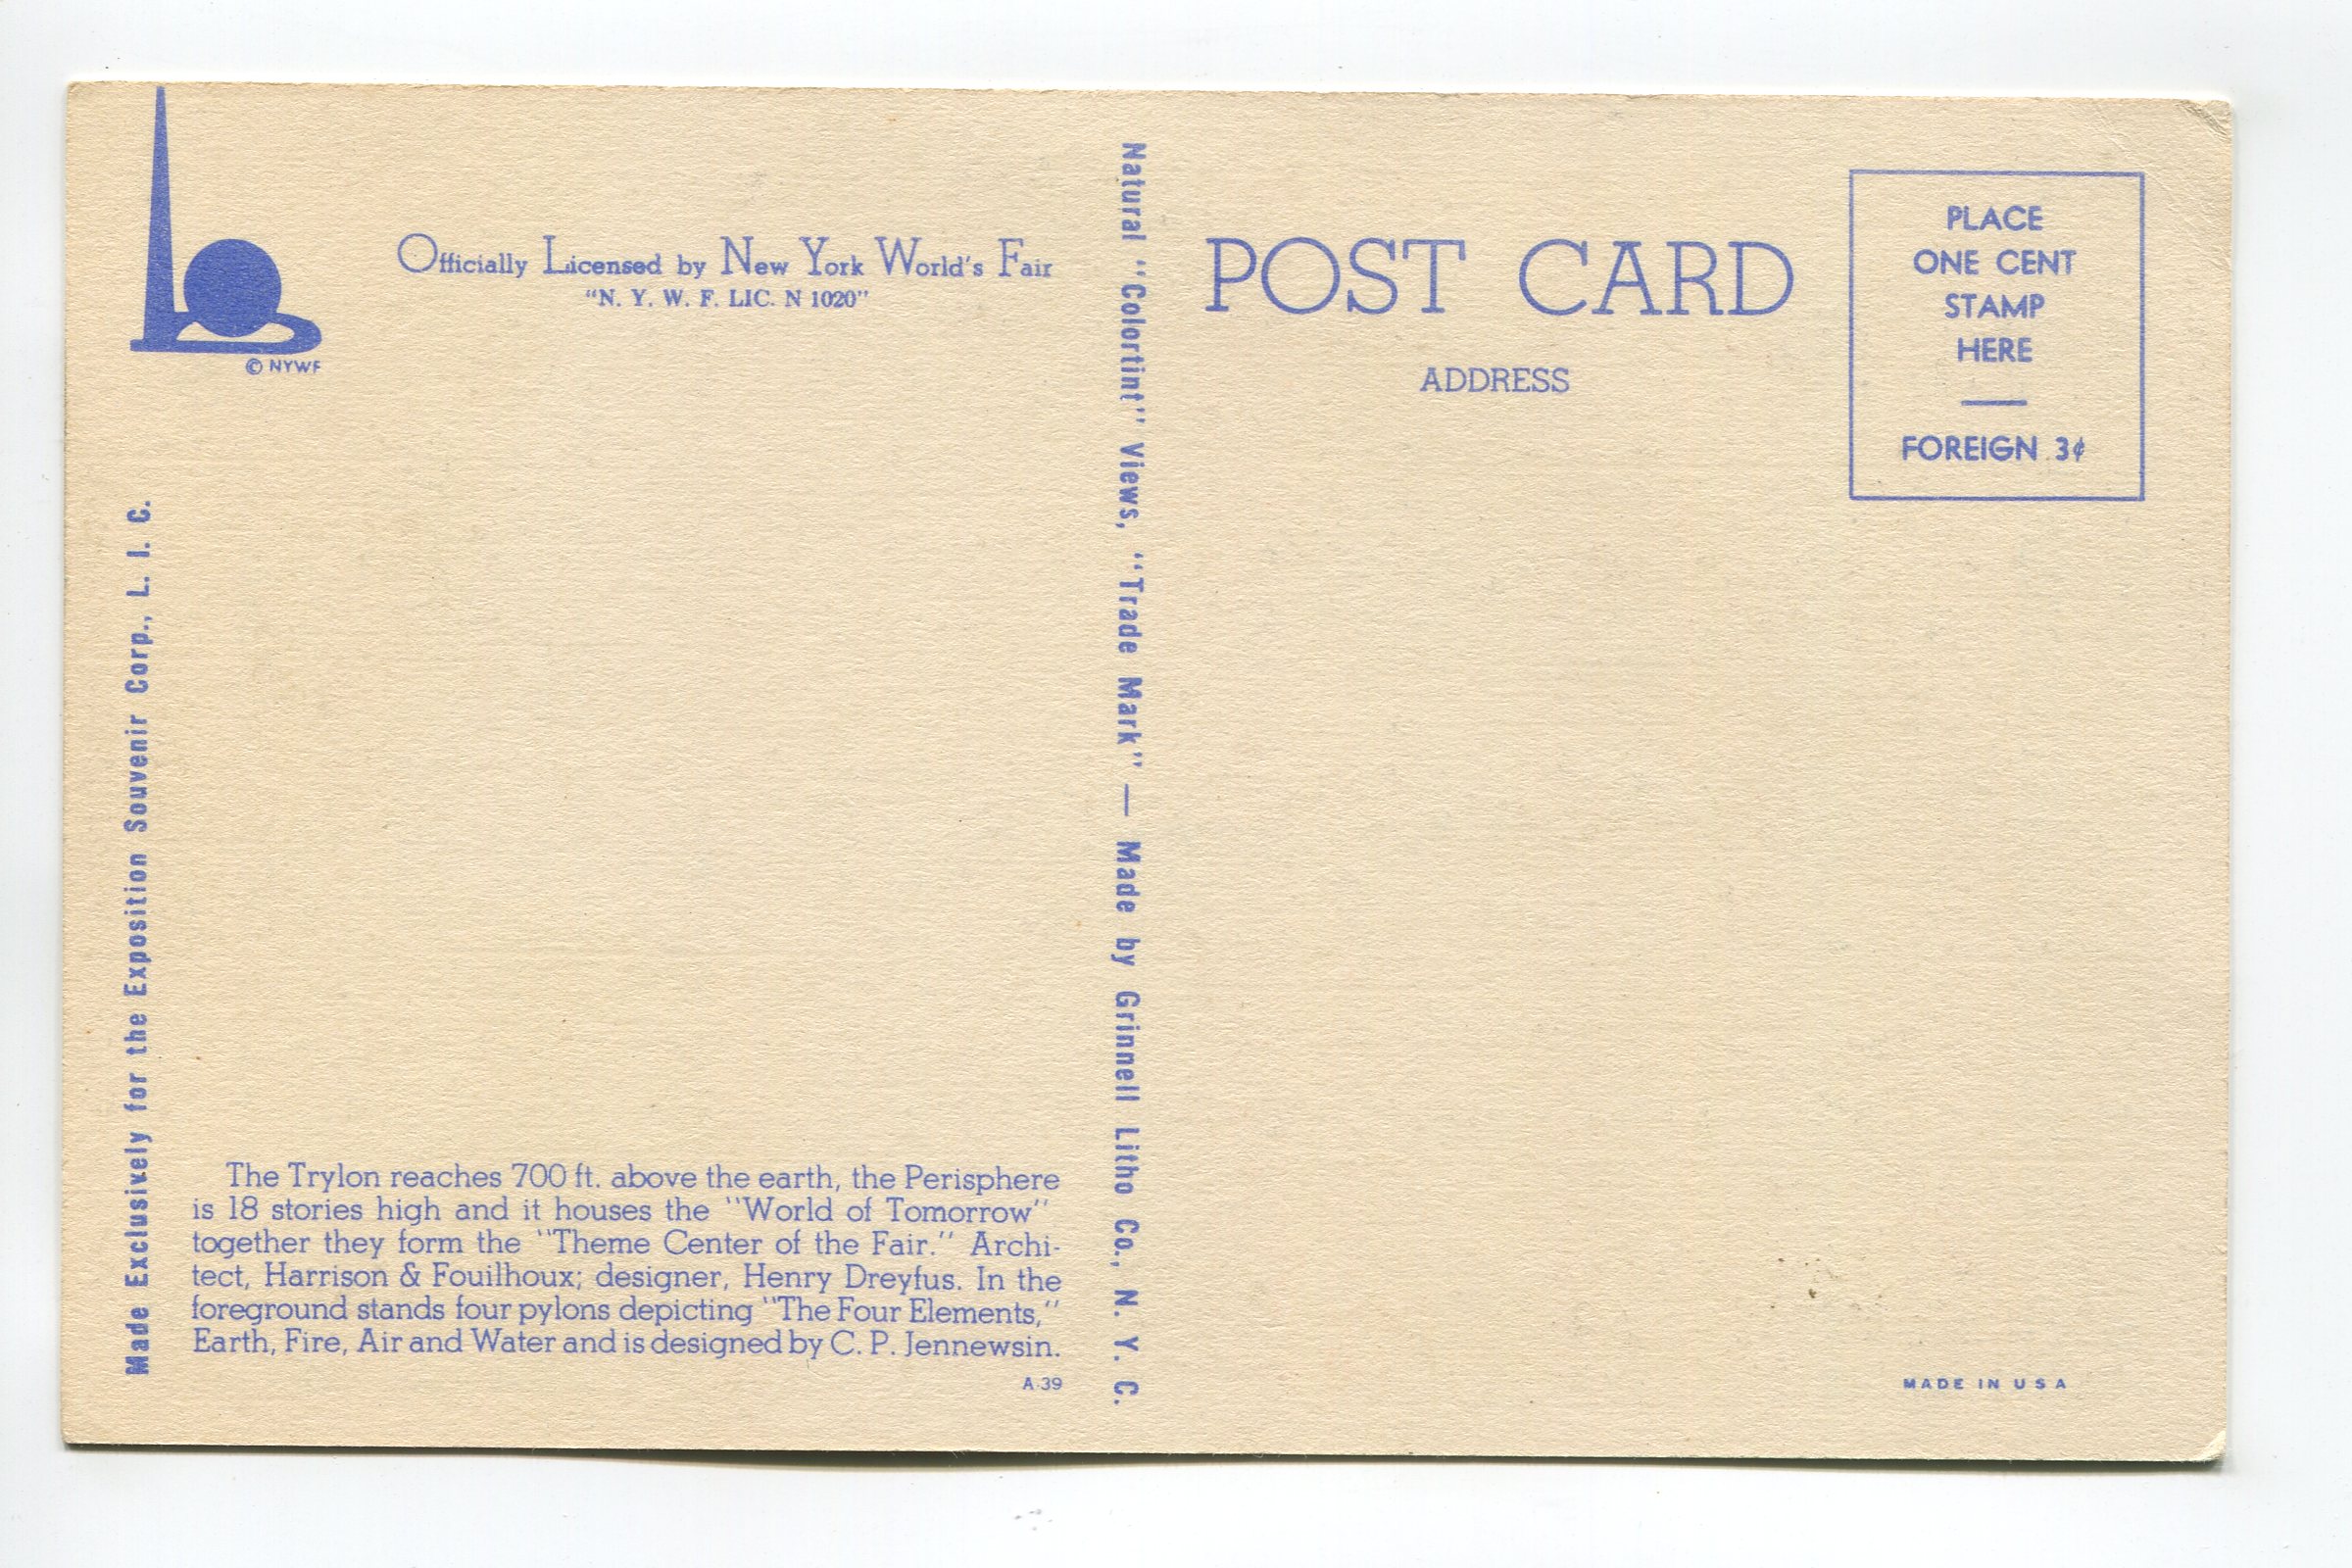 © NYWF
Officially Licensed by New York World's Fair
"N. Y. W. F. LIC. N 1020"
Made Exclusively for the Exposition Souvenir Corp., L. I. C.
The Trylon reaches 700 ft. above the earth, the Perisphere
is 18 stories high and it houses the "World of Tomorrow"
together they form the "Theme Center of the Fair." Archi-
tect, Harrison & Fouilhoux; designer, Henry Dreyfus. In the
foreground stands four pylons depicting "The Four Elements,"
Earth, Fire, Air and Water and is designed by C. P. Jennewsin.
A-39
Natural "Colortint" Views, "Trade Mark" — Made by Grinnell Litho Co., N. Y. C.
POST CARD
ADDRESS
PLACE
ONE CENT
STAMP
HERE
—
FOREIGN 3¢
MADE IN USA